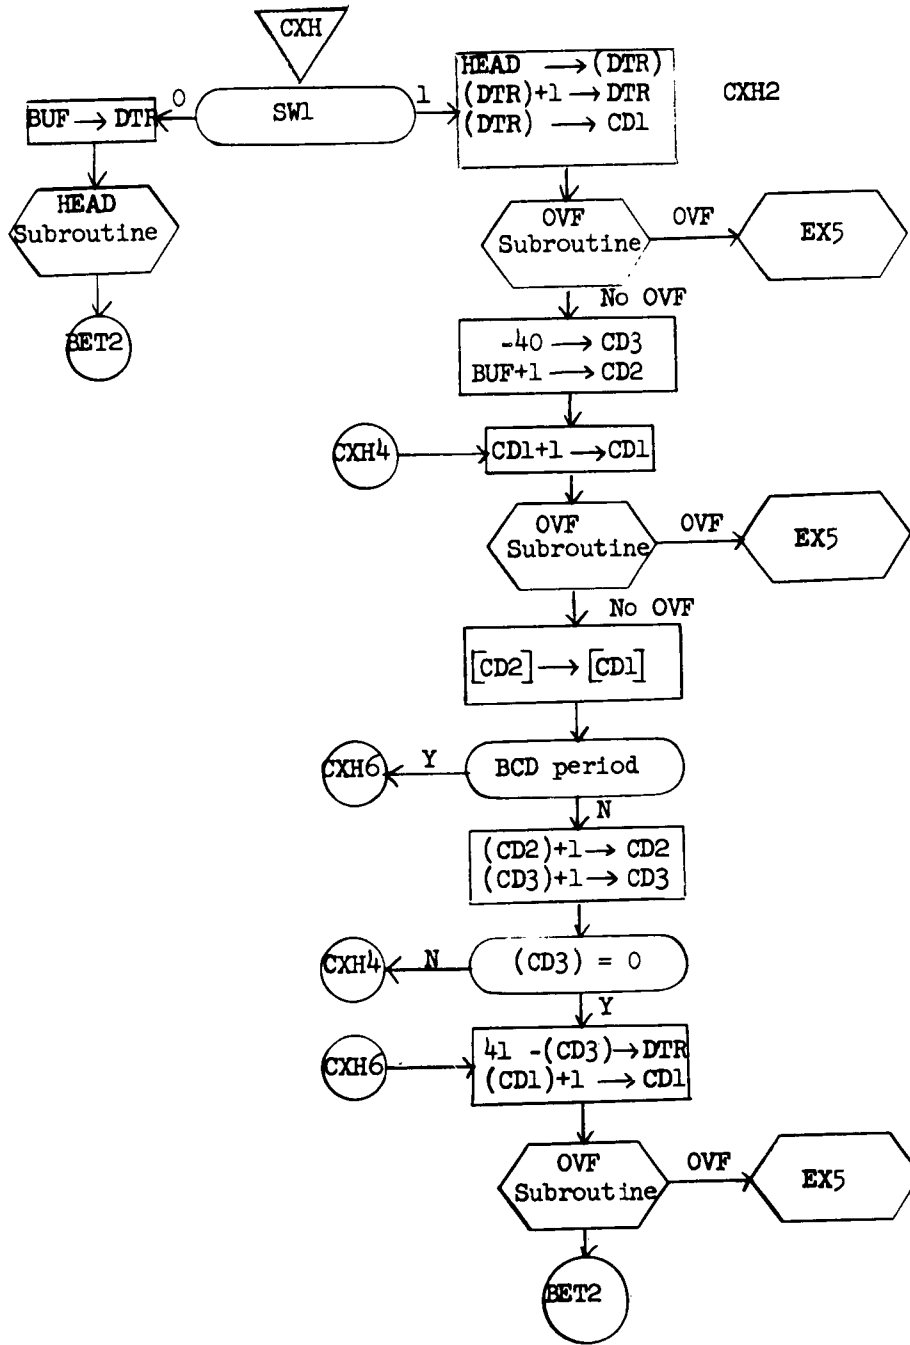 CXH
SW1
0
1
BUF → DTR
HEAD
Subroutine
BET2
HEAD → (DTR)
(DTR)+1 → DTR
(DTR) → CD1
CXH2
OVF
Subroutine
OVF
EX5
No OVF
-40 → CD3
BUF+1 → CD2
CXH4
CD1+1 → CD1
OVF
Subroutine
OVF
EX5
No OVF
[CD2] → [CD1]
CXH6
Y
BCD period
N
(CD2)+1 → CD2
(CD3)+1 → CD3
CXH4
N
(CD3) = 0
Y
CXH6
41 -(CD3) → DTR
(CD1)+1 → CD1
OVF
Subroutine
OVF
EX5
BET2